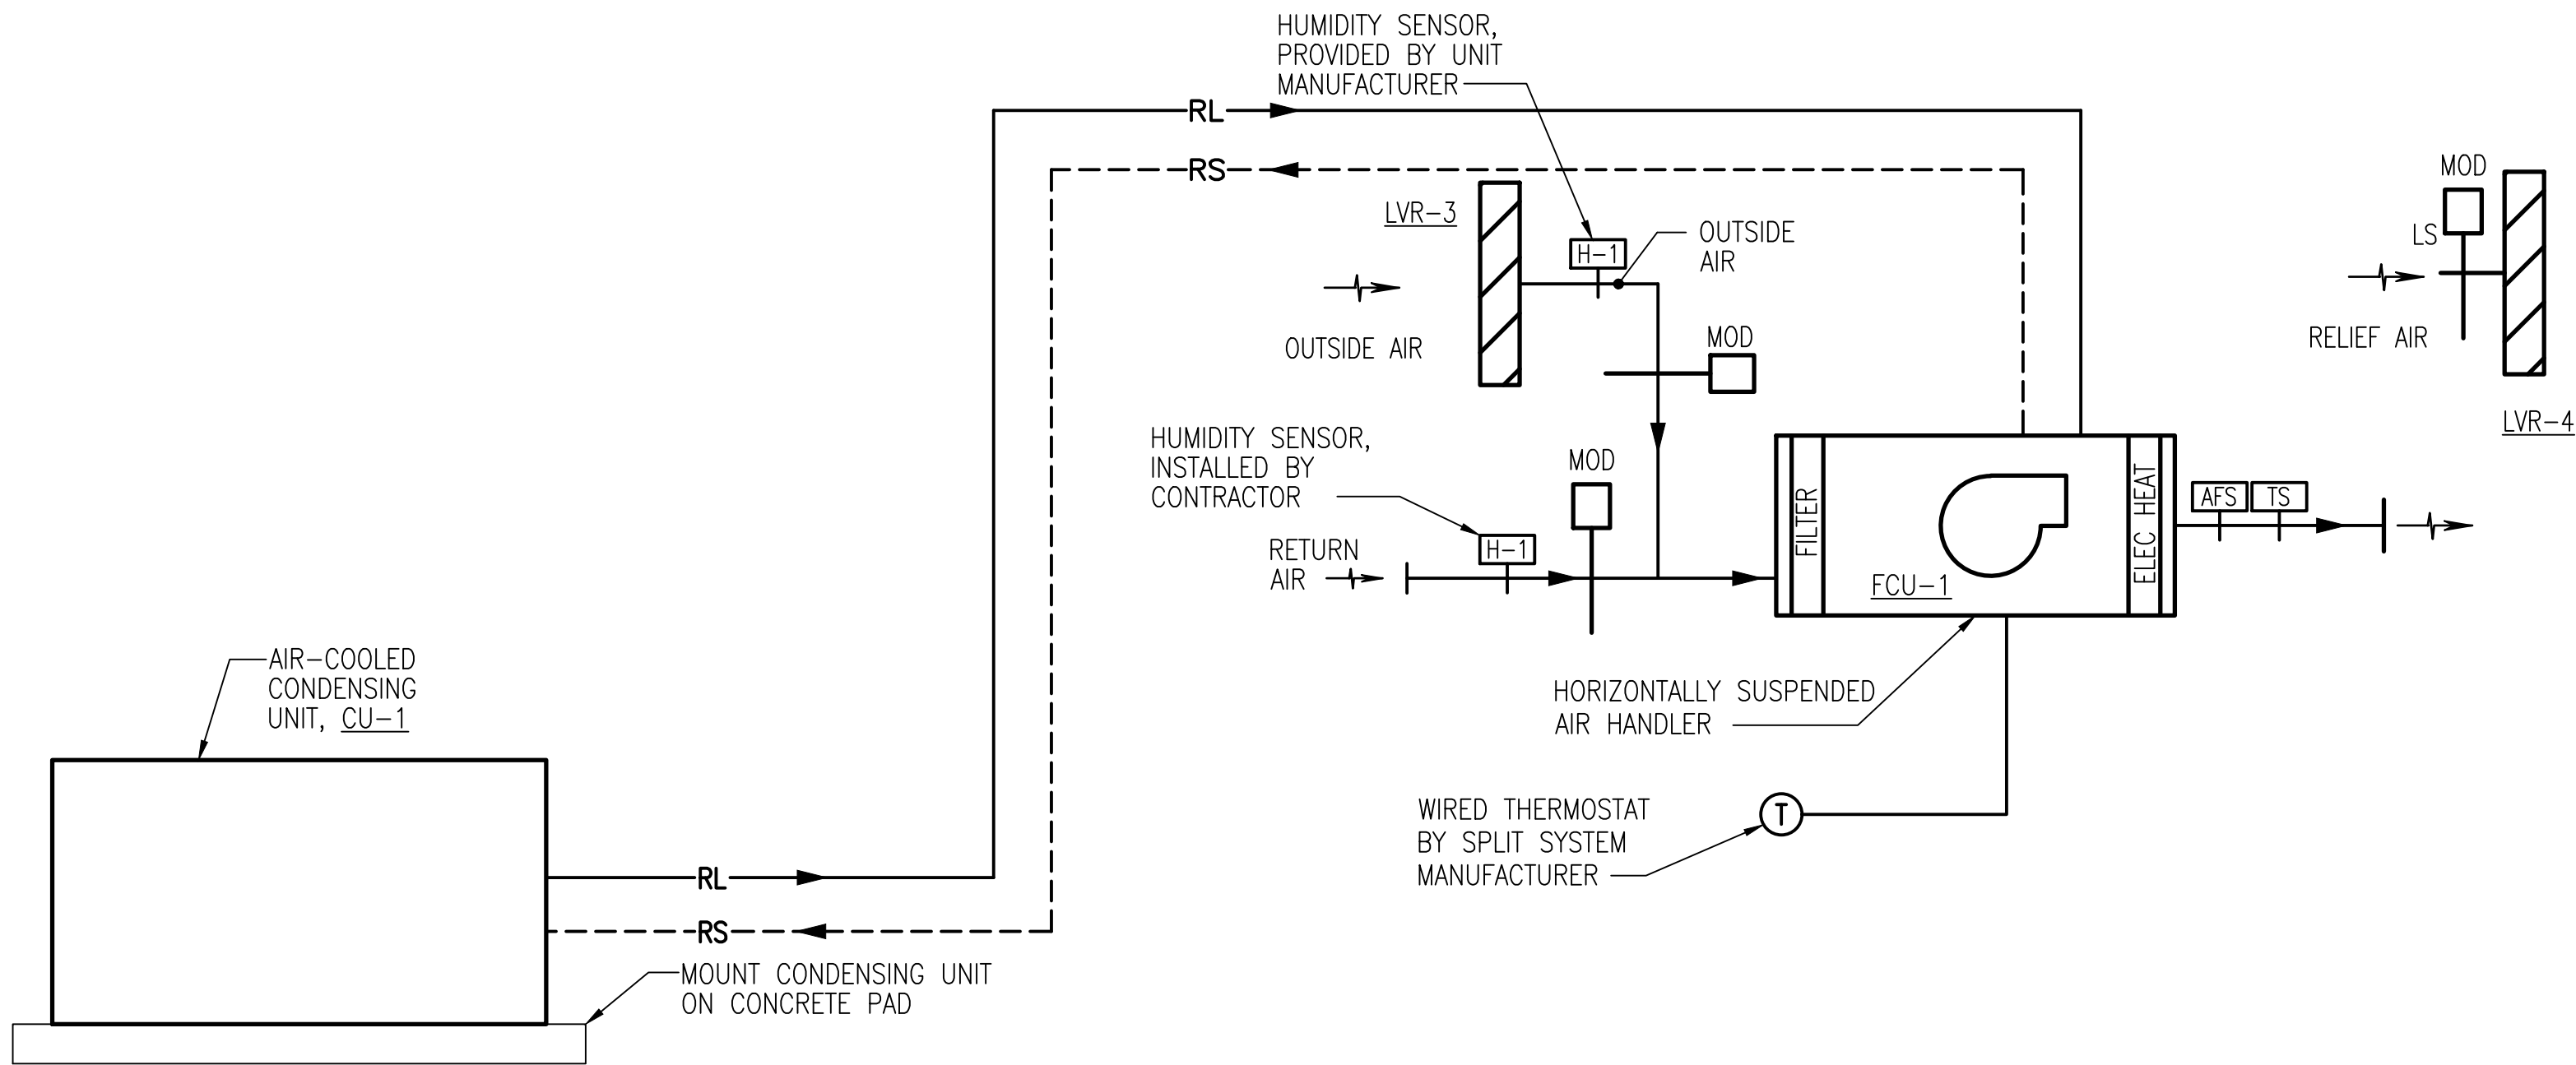 HUMIDITY SENSOR,
PROVIDED BY UNIT
MANUFACTURER
RL
RS
LVR-3
H-1
OUTSIDE
AIR
OUTSIDE AIR
MOD
MOD
LS
RELIEF AIR
LVR-4
HUMIDITY SENSOR,
INSTALLED BY
CONTRACTOR
MOD
RETURN
AIR
H-1
FILTER
FCU-1
ELEC HEAT
AFS
TS
HORIZONTALLY SUSPENDED
AIR HANDLER
AIR-COOLED
CONDENSING
UNIT, CU-1
WIRED THERMOSTAT
BY SPLIT SYSTEM
MANUFACTURER
T
RL
RS
MOUNT CONDENSING UNIT
ON CONCRETE PAD